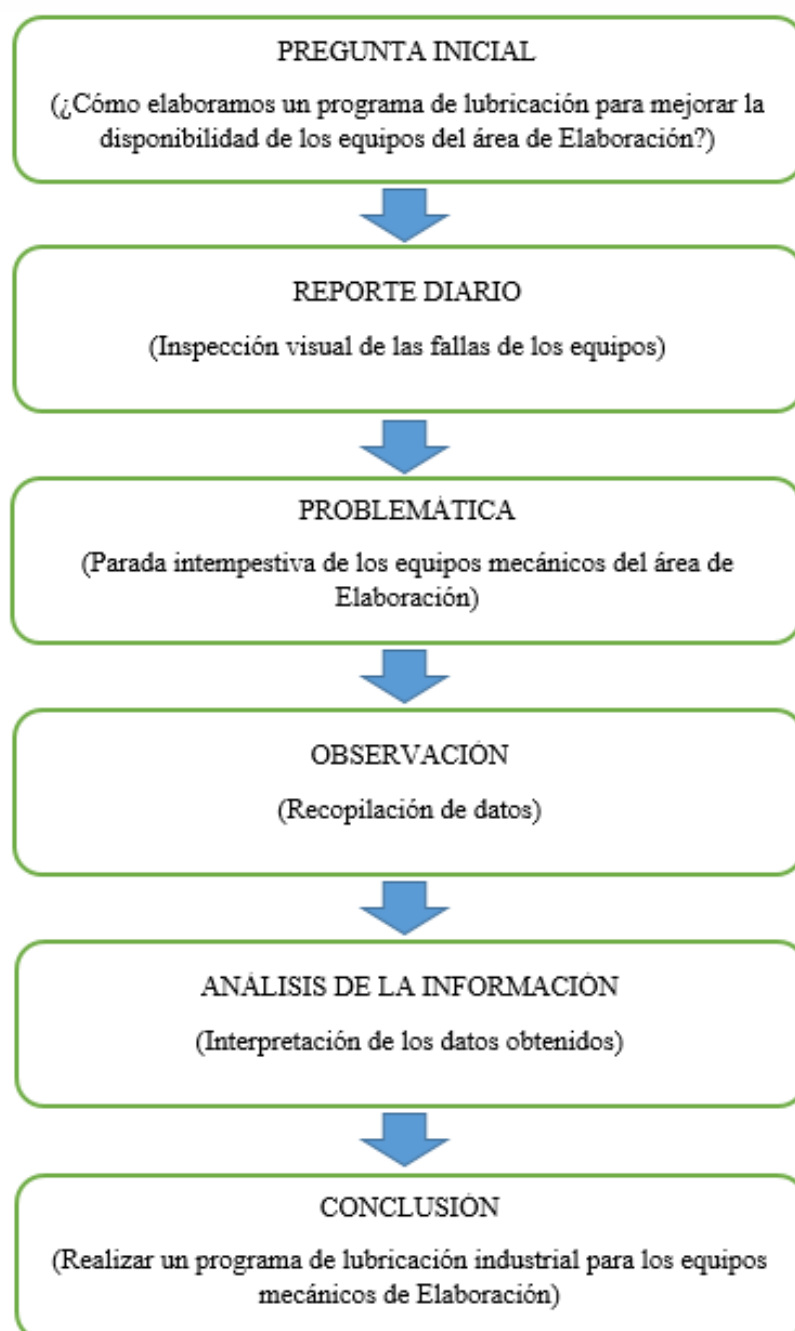 PREGUNTA INICIAL
(¿Cómo elaboramos un programa de lubricación para mejorar la
disponibilidad de los equipos del área de Elaboración?)
REPORTE DIARIO
(Inspección visual de las fallas de los equipos)
PROBLEMÁTICA
(Parada intempestiva de los equipos mecánicos del área de
Elaboración)
OBSERVACIÓN
(Recopilación de datos)
ANÁLISIS DE LA INFORMACIÓN
(Interpretación de los datos obtenidos)
CONCLUSIÓN
(Realizar un programa de lubricación industrial para los equipos
mecánicos de Elaboración)